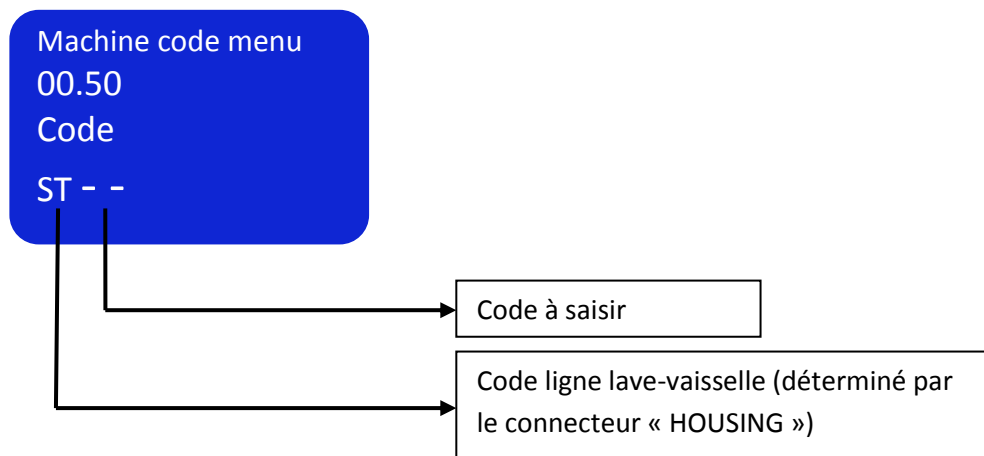 Machine code menu
00.50
Code
ST - -
Code à saisir
Code ligne lave-vaisselle (déterminé par
le connecteur « HOUSING »)